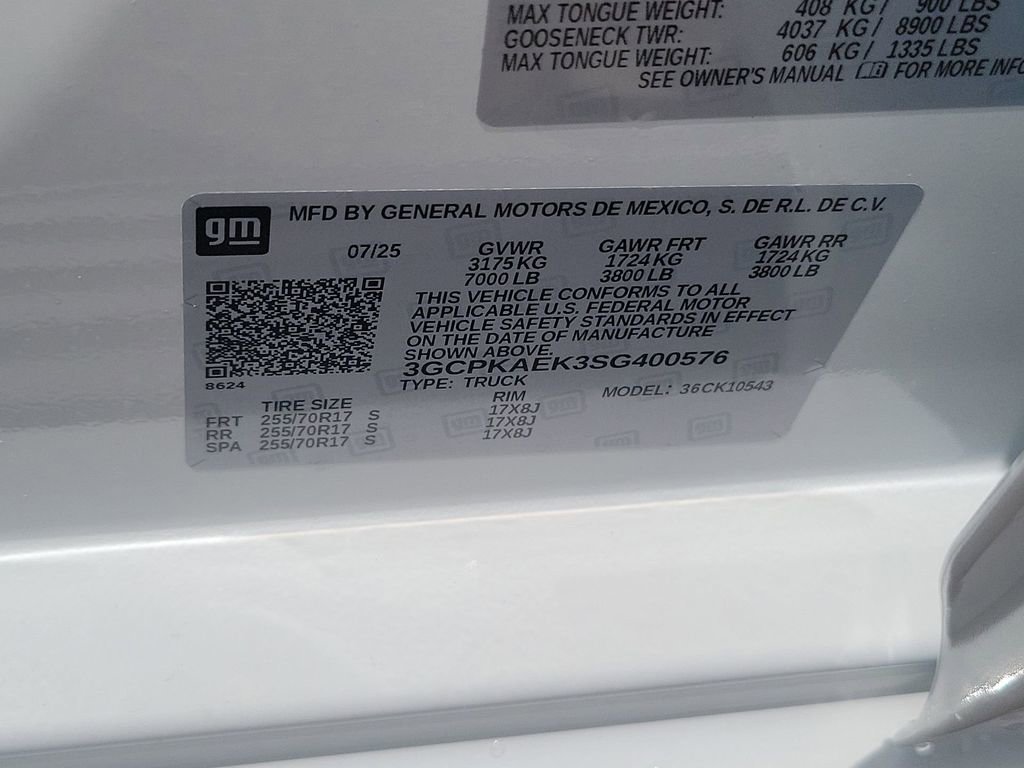 MAX TONGUE WEIGHT: 408 KG / 900 LBS
GOOSENECK TWR: 4037 KG / 8900 LBS
MAX TONGUE WEIGHT: 606 KG / 1335 LBS
SEE OWNER'S MANUAL FOR MORE INFO
gm
MFD BY GENERAL MOTORS DE MEXICO, S. DE R.L. DE C.V.
07/25 GVWR GAWR FRT GAWR RR
3175 KG 1724 KG 1724 KG
7000 LB 3800 LB 3800 LB
THIS VEHICLE CONFORMS TO ALL
APPLICABLE U.S. FEDERAL MOTOR
VEHICLE SAFETY STANDARDS IN EFFECT
ON THE DATE OF MANUFACTURE
SHOWN ABOVE.
3GCPKAEK3SG400576
8624 TYPE: TRUCK MODEL: 36CK10543
TIRE SIZE RIM
FRT 255/70R17 S 17X8J
RR 255/70R17 S 17X8J
SPA 255/70R17 S 17X8J